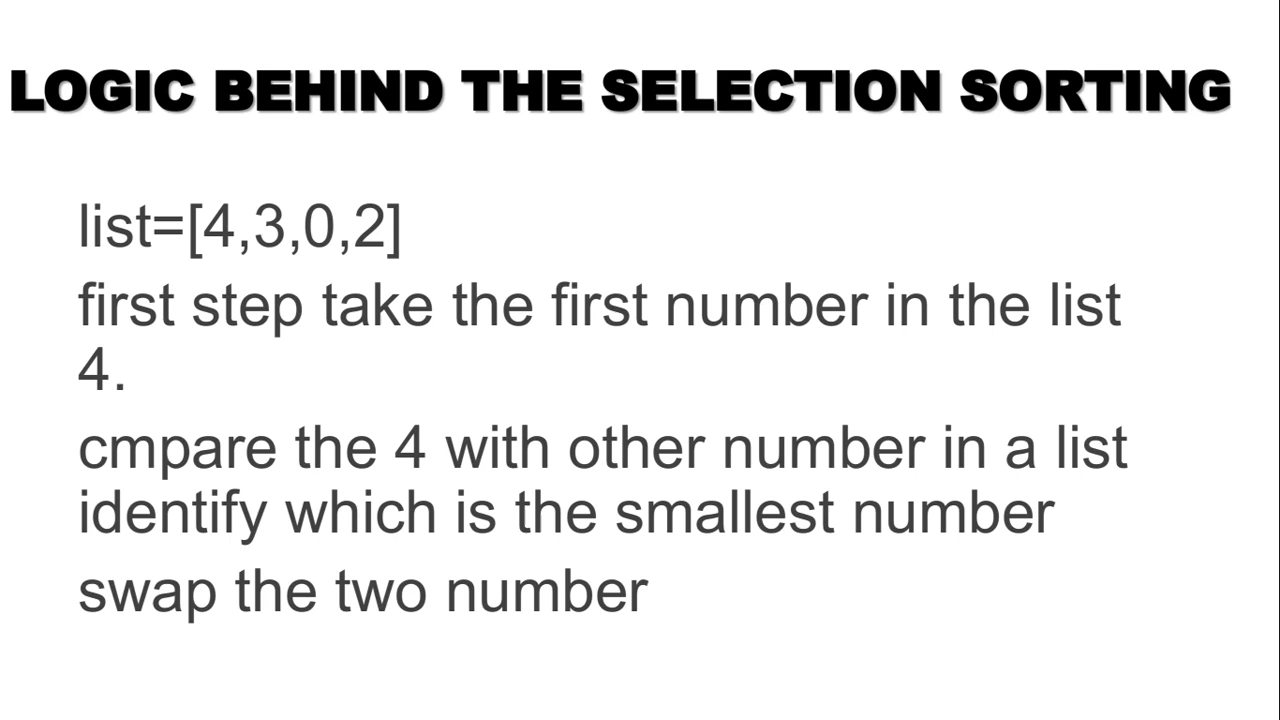 LOGIC BEHIND THE SELECTION SORTING
list=[4,3,0,2]
first step take the first number in the list
4.
cmpare the 4 with other number in a list
identify which is the smallest number
swap the two number